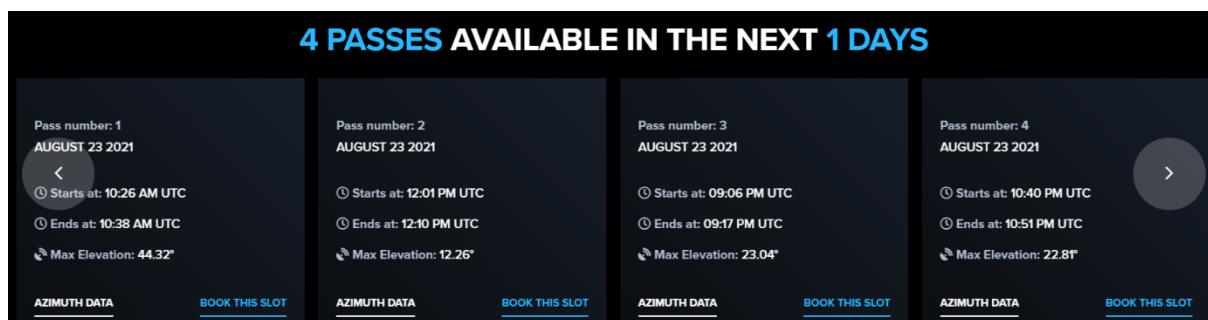 4 PASSES AVAILABLE IN THE NEXT 1 DAYS
Pass number: 1
AUGUST 23 2021
Starts at: 10:26 AM UTC
Ends at: 10:38 AM UTC
Max Elevation: 44.32°
AZIMUTH DATA
BOOK THIS SLOT
Pass number: 2
AUGUST 23 2021
Starts at: 12:01 PM UTC
Ends at: 12:10 PM UTC
Max Elevation: 12.26°
AZIMUTH DATA
BOOK THIS SLOT
Pass number: 3
AUGUST 23 2021
Starts at: 09:06 PM UTC
Ends at: 09:17 PM UTC
Max Elevation: 23.04°
AZIMUTH DATA
BOOK THIS SLOT
Pass number: 4
AUGUST 23 2021
Starts at: 10:40 PM UTC
Ends at: 10:51 PM UTC
Max Elevation: 22.81°
AZIMUTH DATA
BOOK THIS SLOT